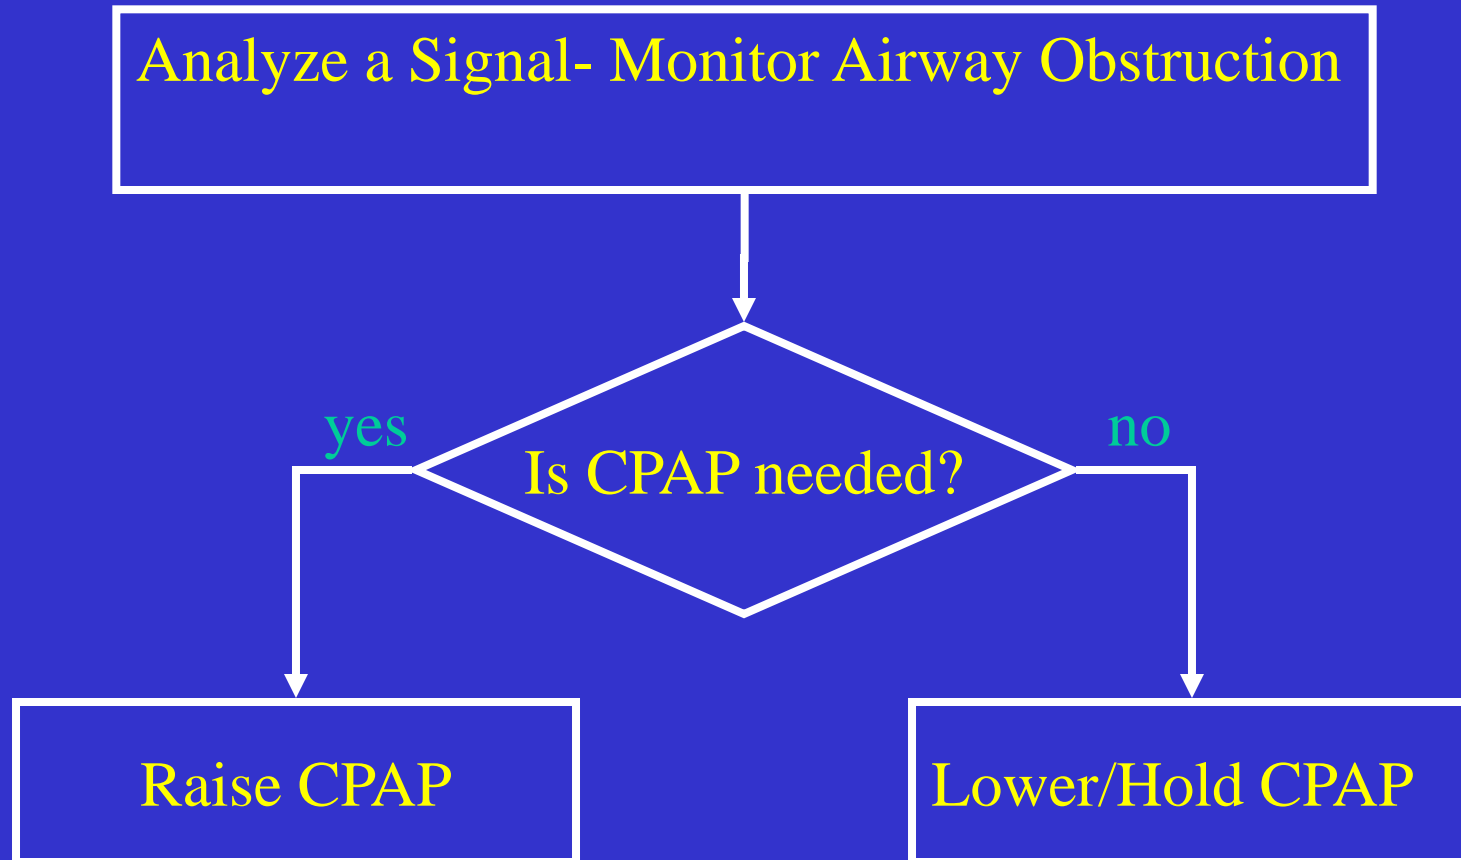 Analyze a Signal- Monitor Airway Obstruction
yes
no
Is CPAP needed?
Raise CPAP
Lower/Hold CPAP